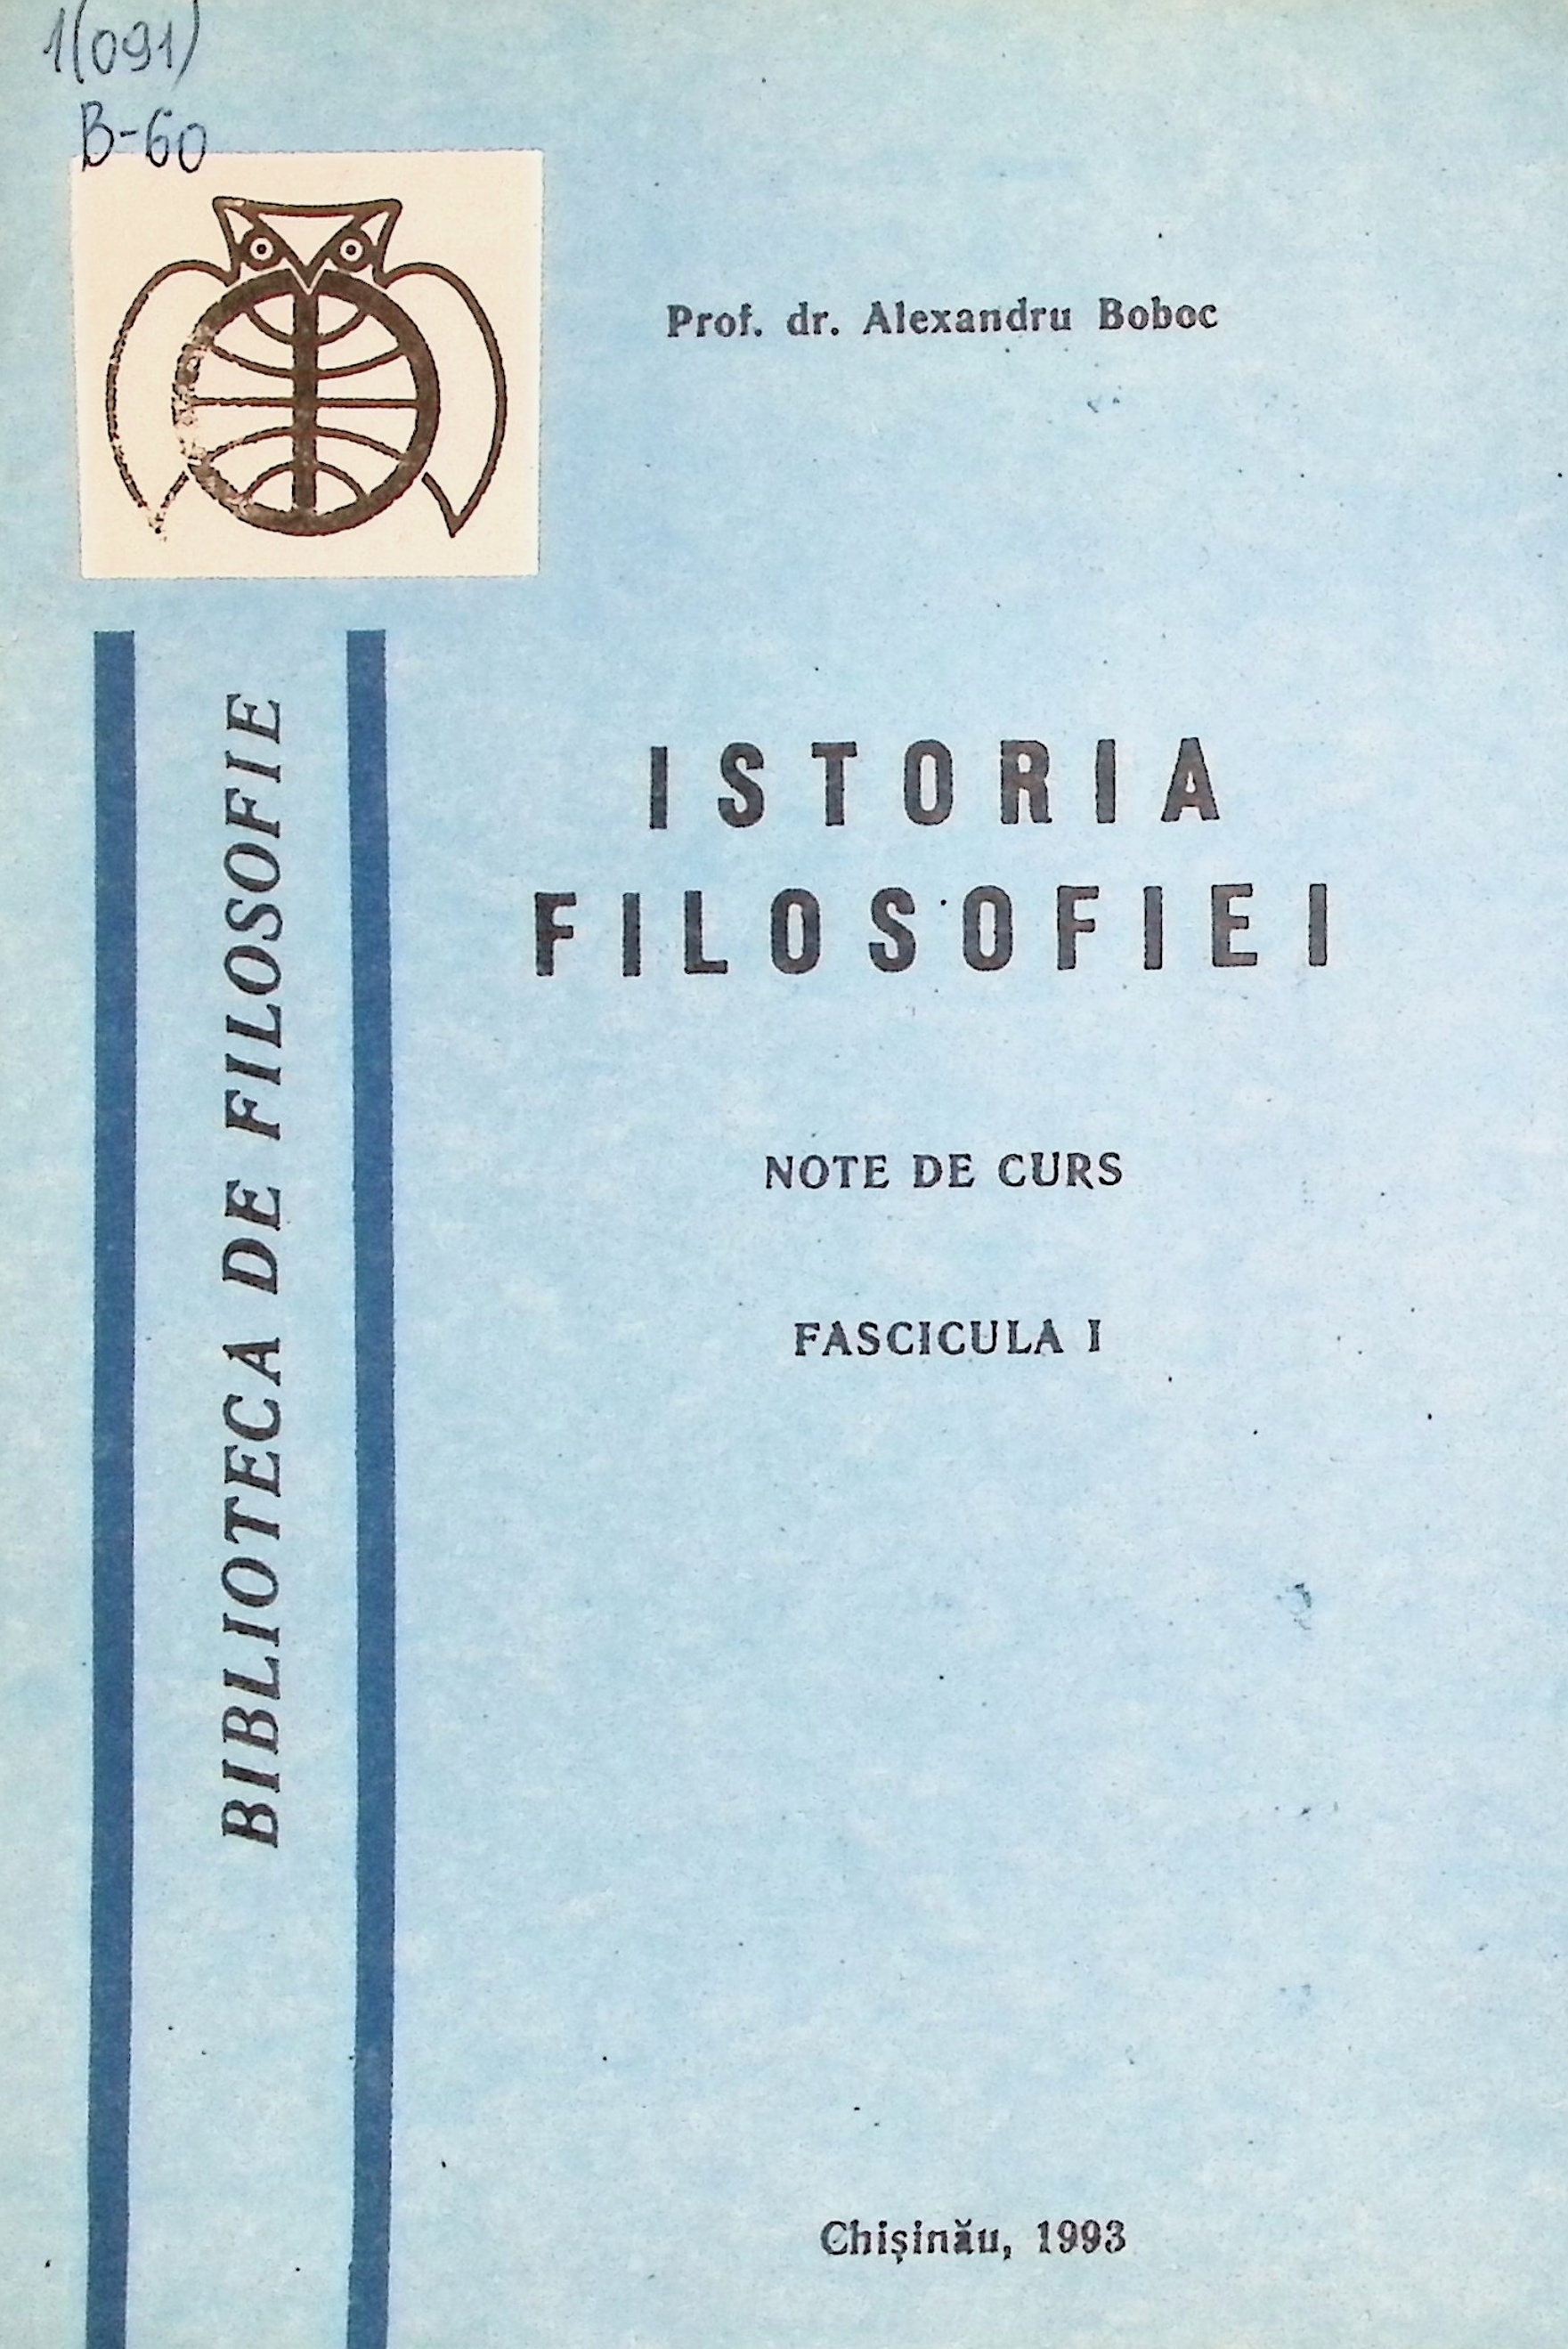 1(091)
B-60
Prof. dr. Alexandru Boboc
ISTORIA
FILOSOFIEI
NOTE DE CURS
FASCICULA I
BIBLIOTECA DE FILOSOFIE
Chişinău, 1993